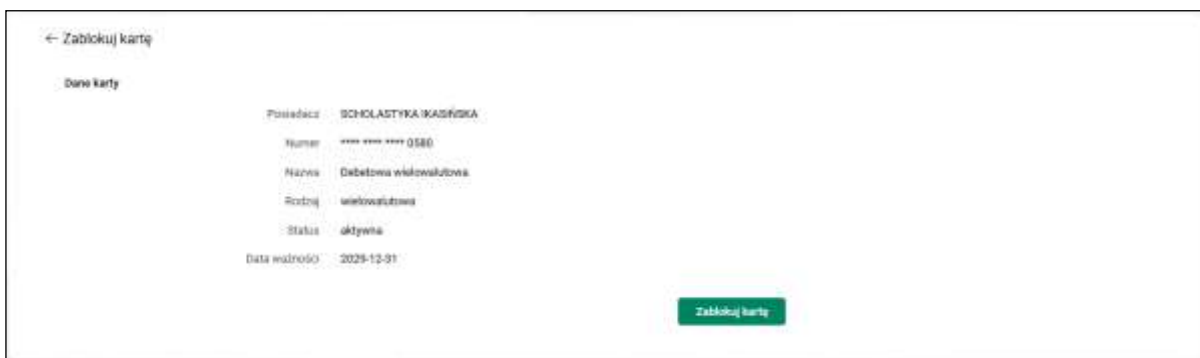 ← Zablokuj kartę
Dane karty
Posiadacz SCHOLASTYKA IKASIŃSKA
Numer **** **** **** 0580
Nazwa Debetowa wielowalutowa
Rodzaj wielowalutowa
Status aktywna
Data ważności 2029-12-31
Zablokuj kartę